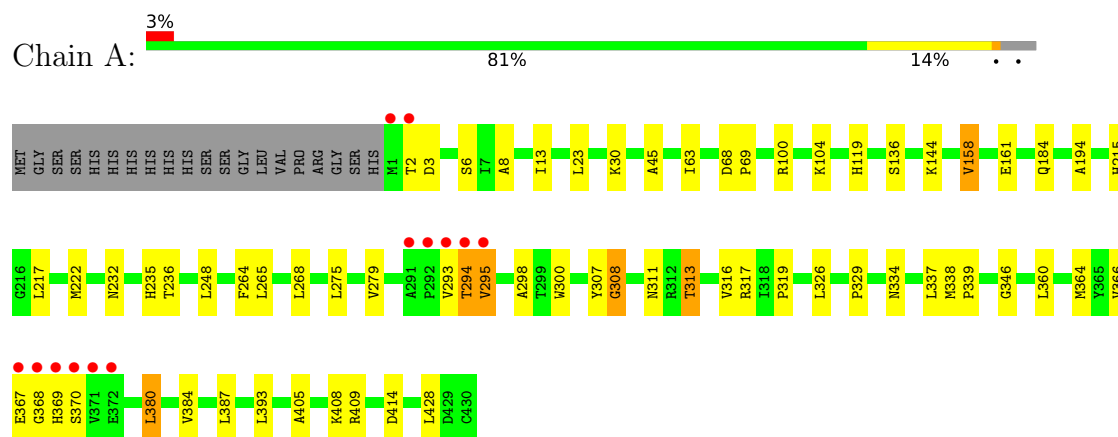 3%
Chain A:
81% 14% • •
MET GLY SER SER HIS HIS HIS HIS HIS HIS SER SER GLY LEU VAL PRO ARG GLY SER HIS M1 T2 D3 S6 I7 A8 I13 L23 K30 A45 I63 D68 P69 R100 K104 H119 S136 K144 V158 E161 Q184 A194 H215
G216 L217 M222 N232 H235 T236 L248 F264 L265 L268 L275 V279 A291 P292 V293 T294 V295 A298 T299 W300 Y307 G308 N311 R312 T313 V316 R317 I318 P319 L326 P329 N334 L337 M338 P339 G346 L360 M364 Y365
E367 G368 H369 S370 V371 E372 L380 V384 L387 L393 A405 K408 R409 D414 L428 D429 C430